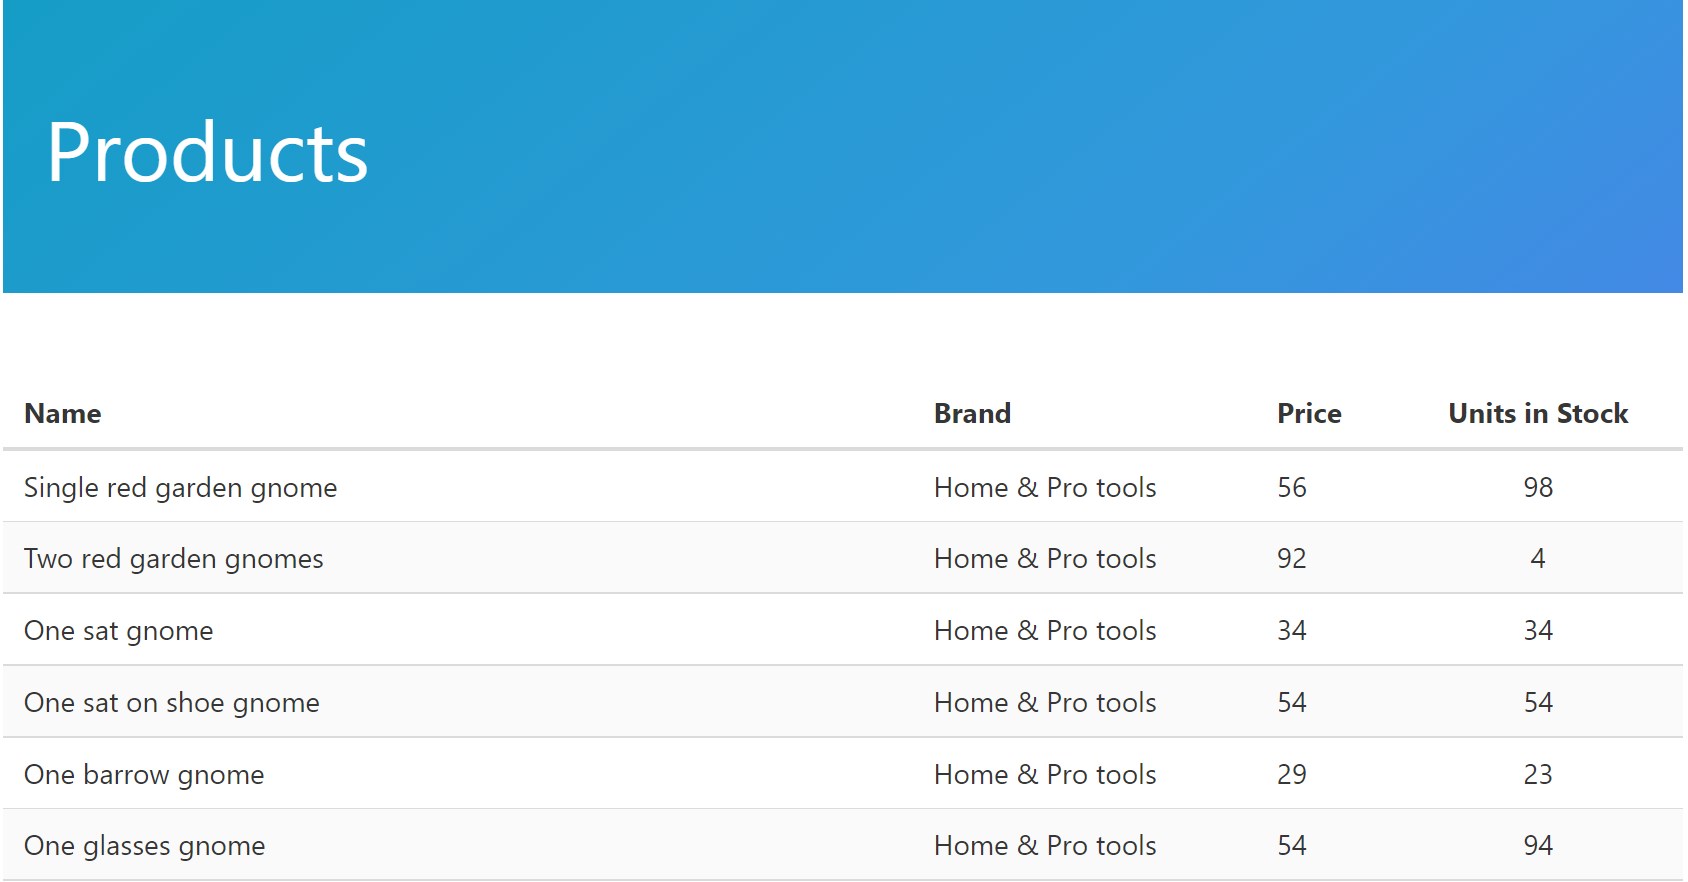 Products
Name Brand Price Units in Stock
Single red garden gnome Home & Pro tools 56 98
Two red garden gnomes Home & Pro tools 92 4
One sat gnome Home & Pro tools 34 34
One sat on shoe gnome Home & Pro tools 54 54
One barrow gnome Home & Pro tools 29 23
One glasses gnome Home & Pro tools 54 94